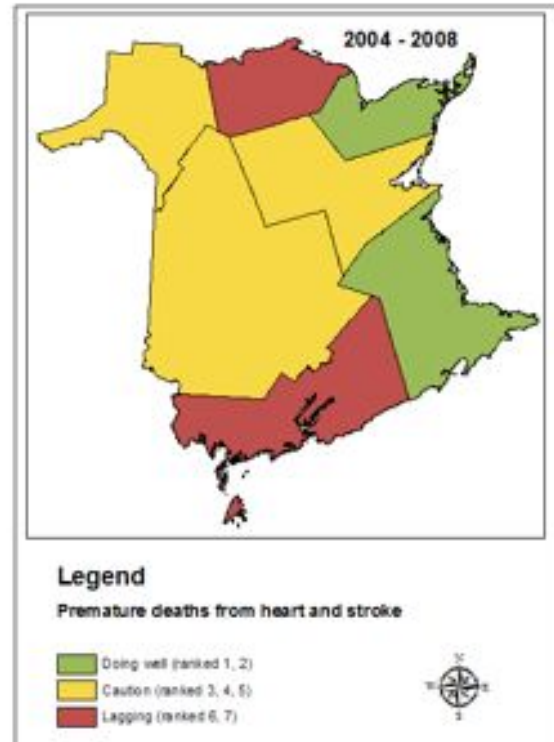 2004 - 2008
Legend
Premature deaths from heart and stroke
Doing well (ranked 1, 2)
Caution (ranked 3, 4, 5)
Lagging (ranked 6, 7)
S